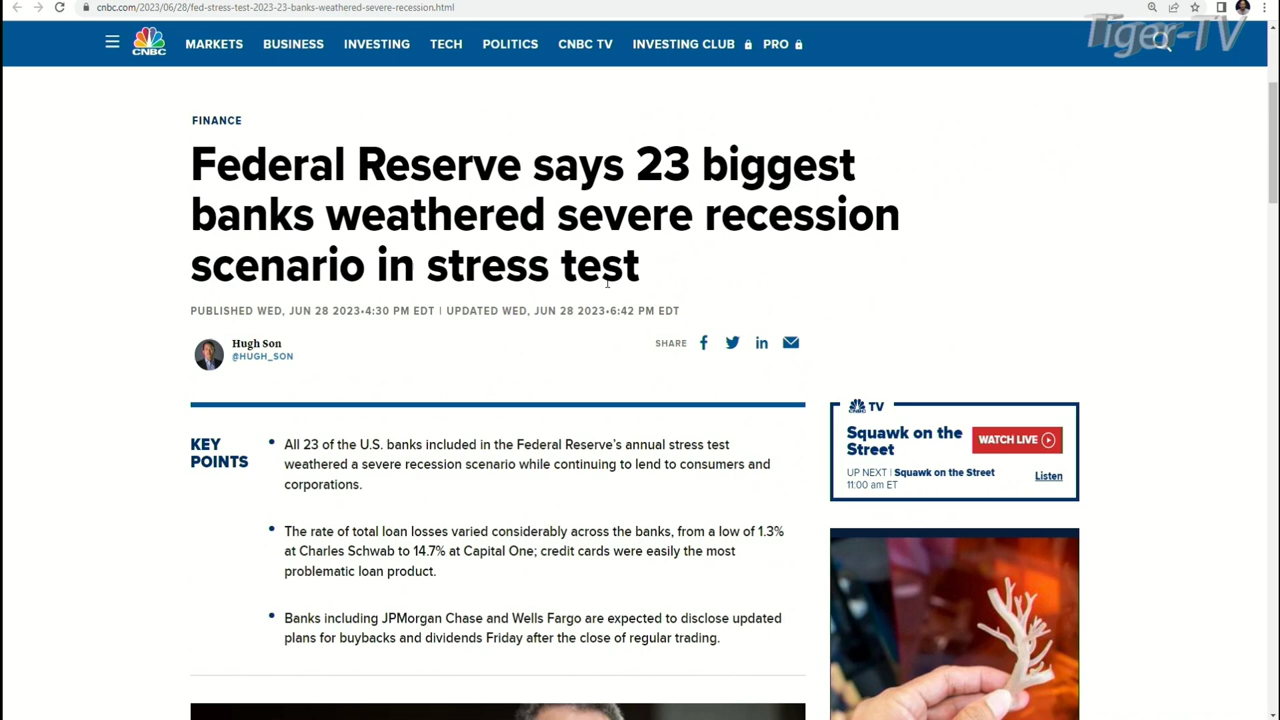 cnbc.com/2023/06/28/fed-stress-test-2023-23-banks-weathered-severe-recession.html
Tiger-TV
CNBC
MARKETS BUSINESS INVESTING TECH POLITICS CNBC TV INVESTING CLUB PRO
FINANCE
Federal Reserve says 23 biggest
banks weathered severe recession
scenario in stress test
PUBLISHED WED, JUN 28 2023•4:30 PM EDT | UPDATED WED, JUN 28 2023•6:42 PM EDT
Hugh Son
@HUGH_SON
SHARE
KEY
POINTS
All 23 of the U.S. banks included in the Federal Reserve's annual stress test
weathered a severe recession scenario while continuing to lend to consumers and
corporations.
The rate of total loan losses varied considerably across the banks, from a low of 1.3%
at Charles Schwab to 14.7% at Capital One; credit cards were easily the most
problematic loan product.
Banks including JPMorgan Chase and Wells Fargo are expected to disclose updated
plans for buybacks and dividends Friday after the close of regular trading.
CNBC TV
Squawk on the
Street
WATCH LIVE
UP NEXT | Squawk on the Street
11:00 am ET
Listen